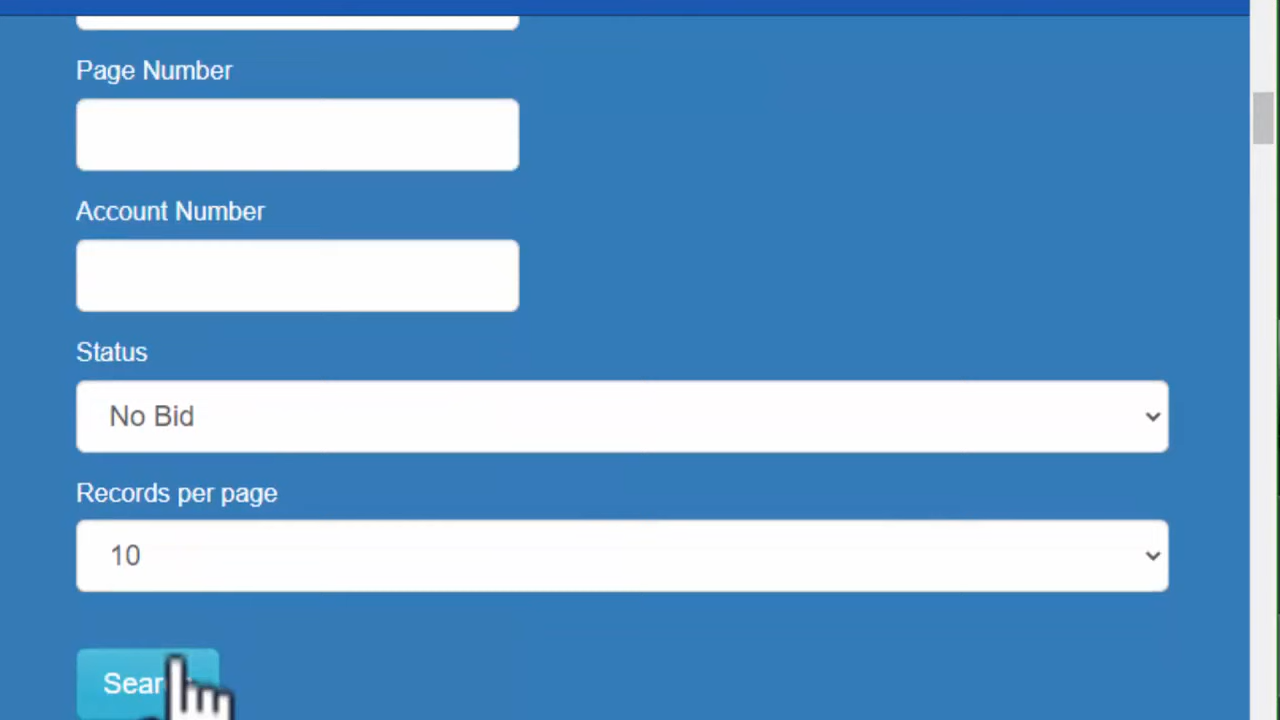 Page Number
Account Number
Status
No Bid
Records per page
10